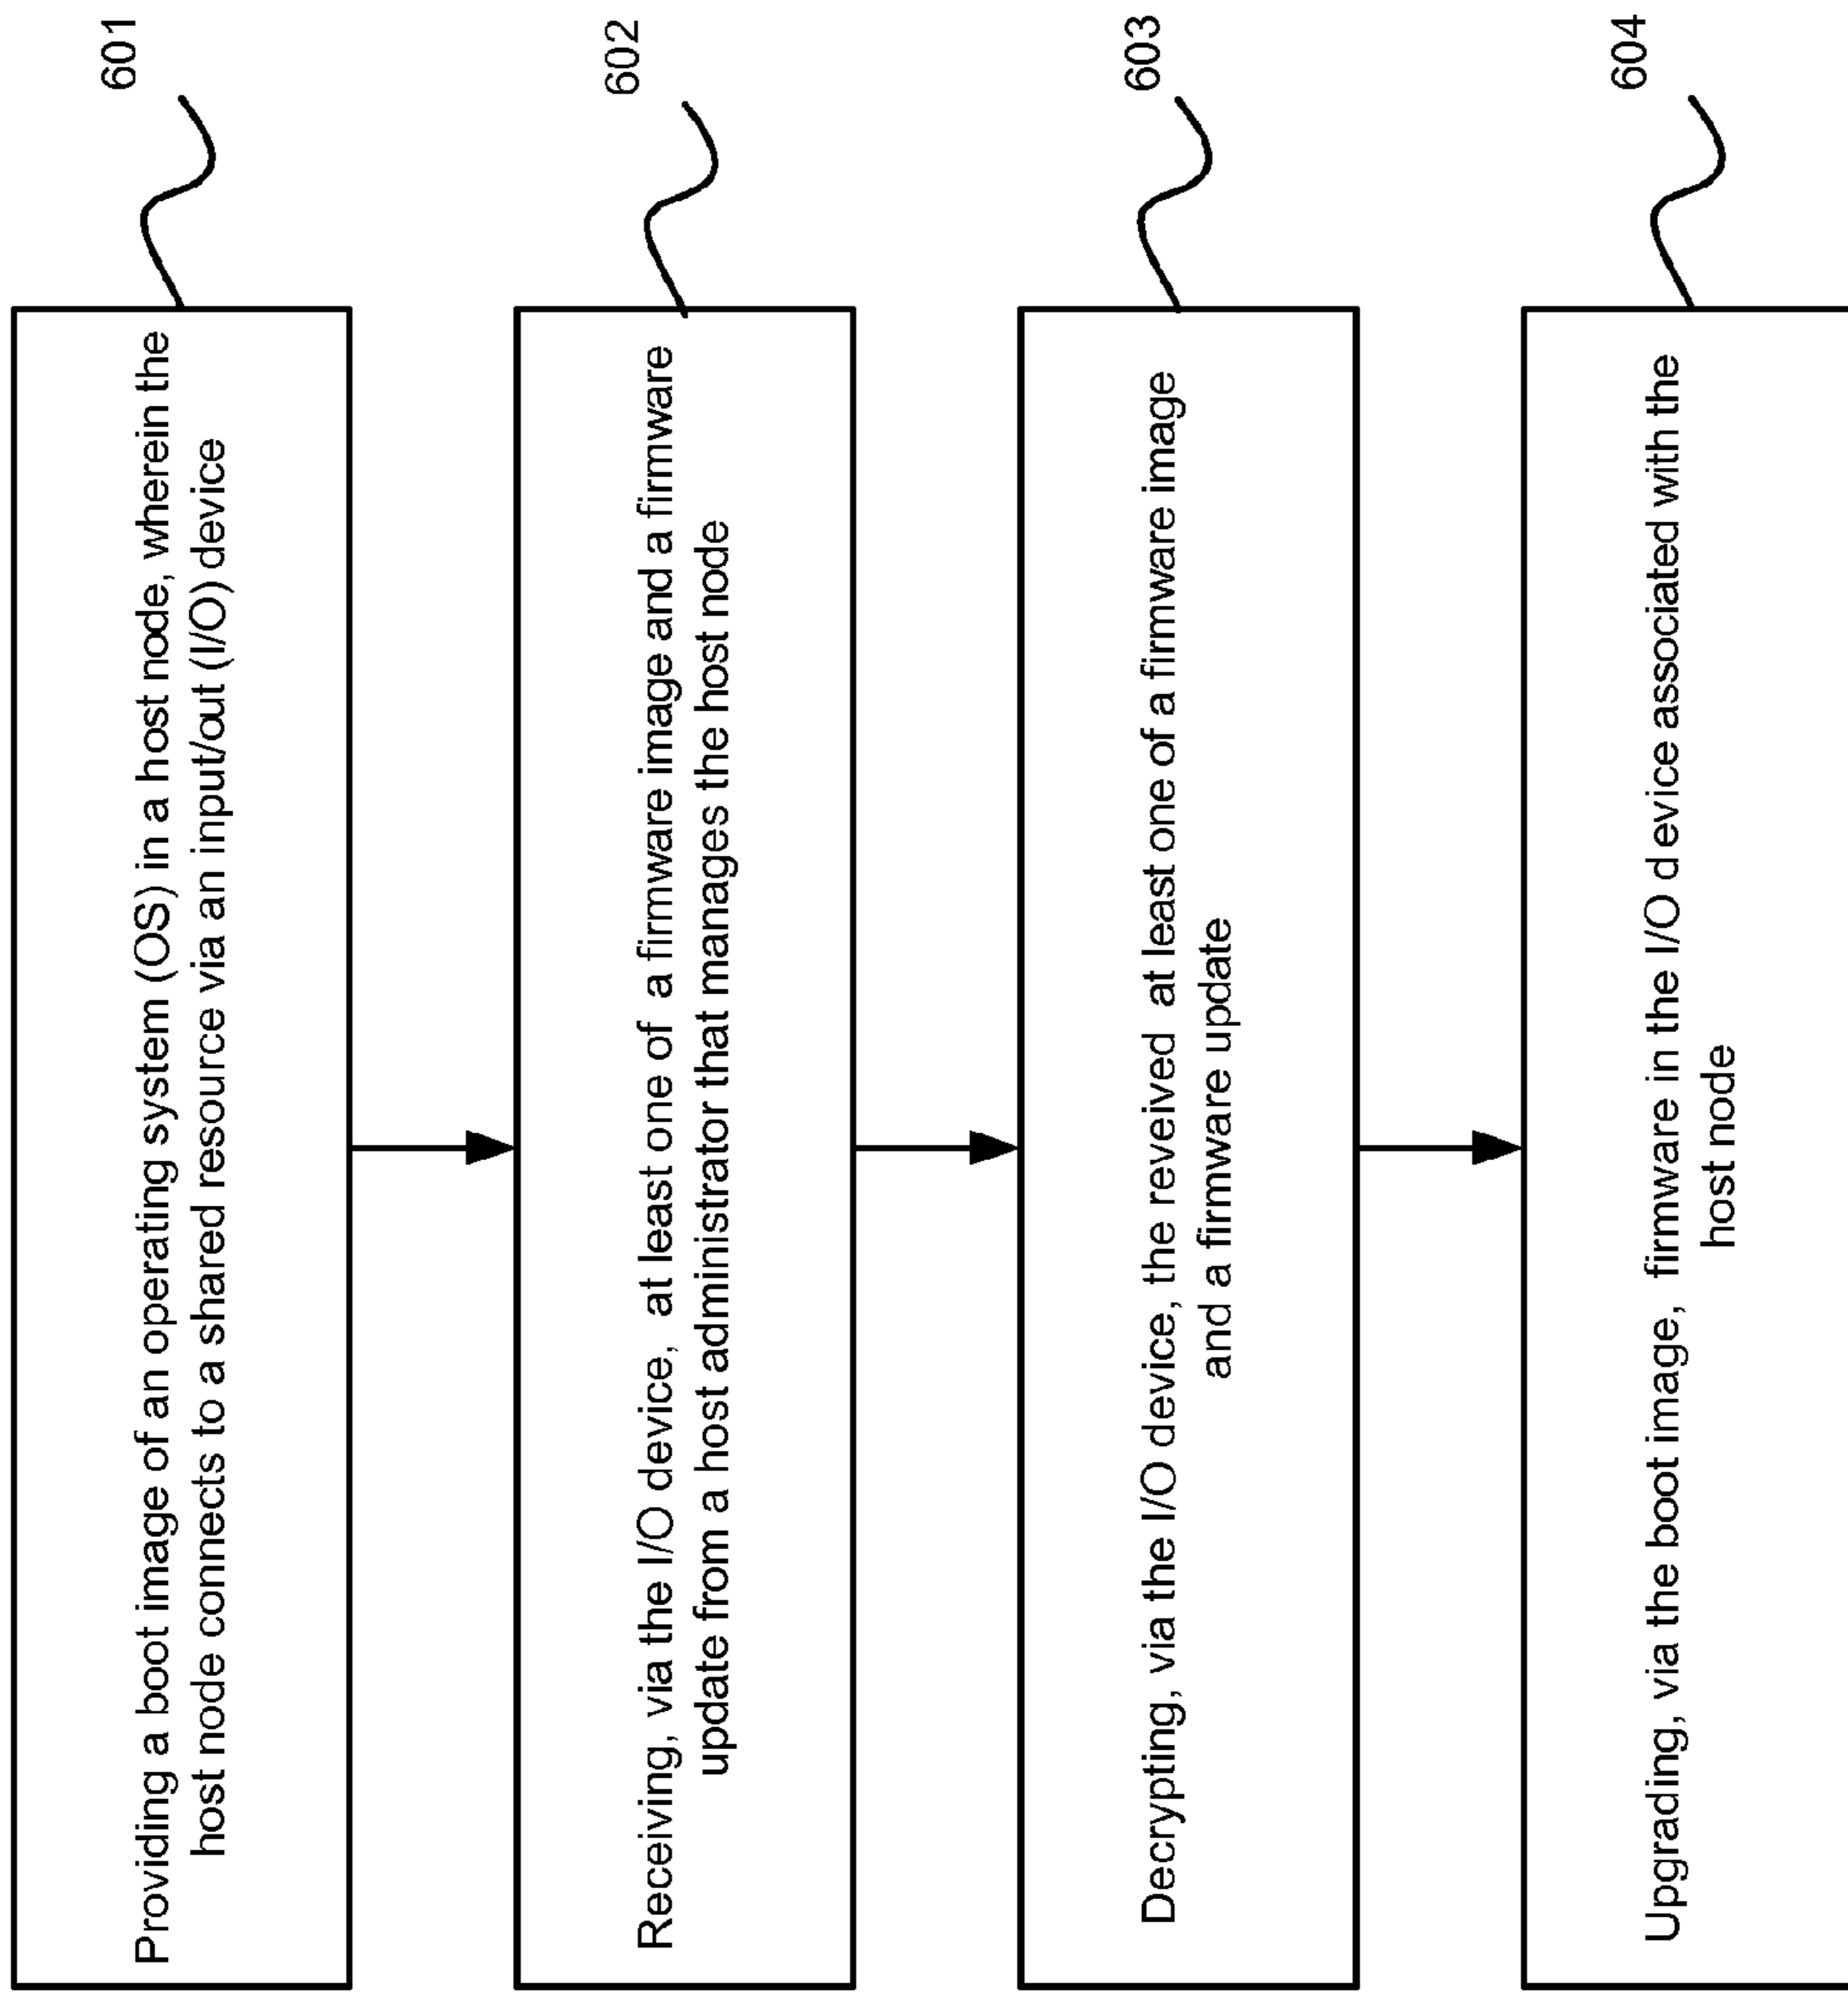 601
Providing a boot image of an operating system (OS) in a host node, wherein the
host node connects to a shared resource via an input/out (I/O) device
602
Receiving, via the I/O device, at least one of a firmware image and a firmware
update from a host administrator that manages the host node
603
Decrypting, via the I/O device, the reveived at least one of a firmware image
and a firmware update
604
Upgrading, via the boot image, firmware in the I/O device associated with the
host node